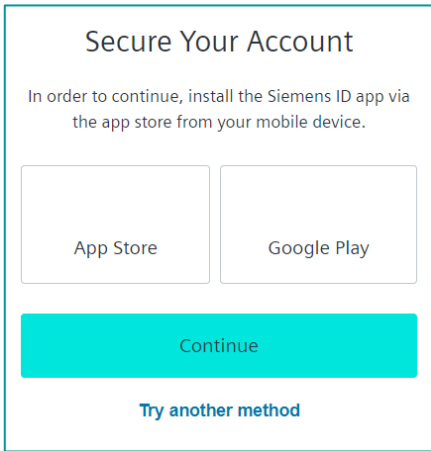 Secure Your Account
In order to continue, install the Siemens ID app via
the app store from your mobile device.
App Store
Google Play
Continue
Try another method